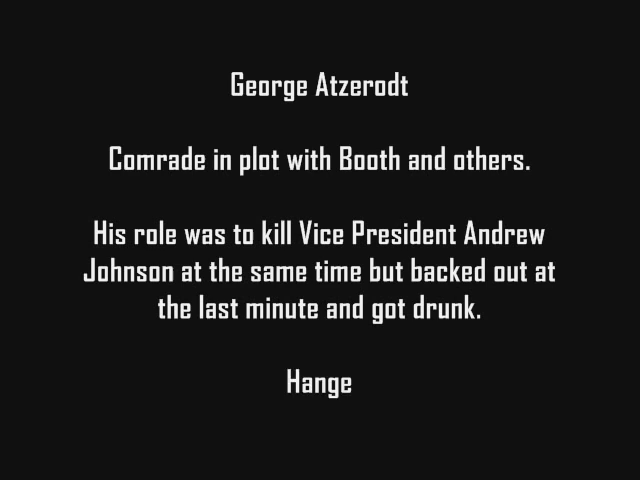 George Atzerodt
Comrade in plot with Booth and others.
His role was to kill Vice President Andrew
Johnson at the same time but backed out at
the last minute and got drunk.
Hange